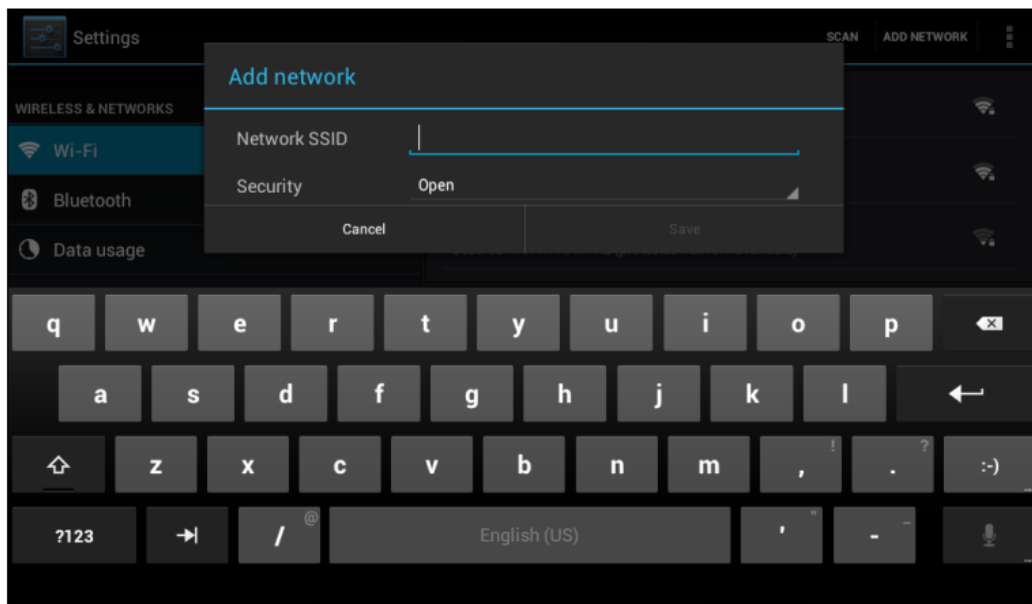 Settings
SCAN ADD NETWORK
Add network
WIRELESS & NETWORKS
Network SSID
Wi-Fi
Security Open
Bluetooth
Cancel Save
Data usage
q w e r t y u i o p
a s d f g h j k l
! ?
z x c v b n m , . :-)
@ " _
?123 / English (US) ' -